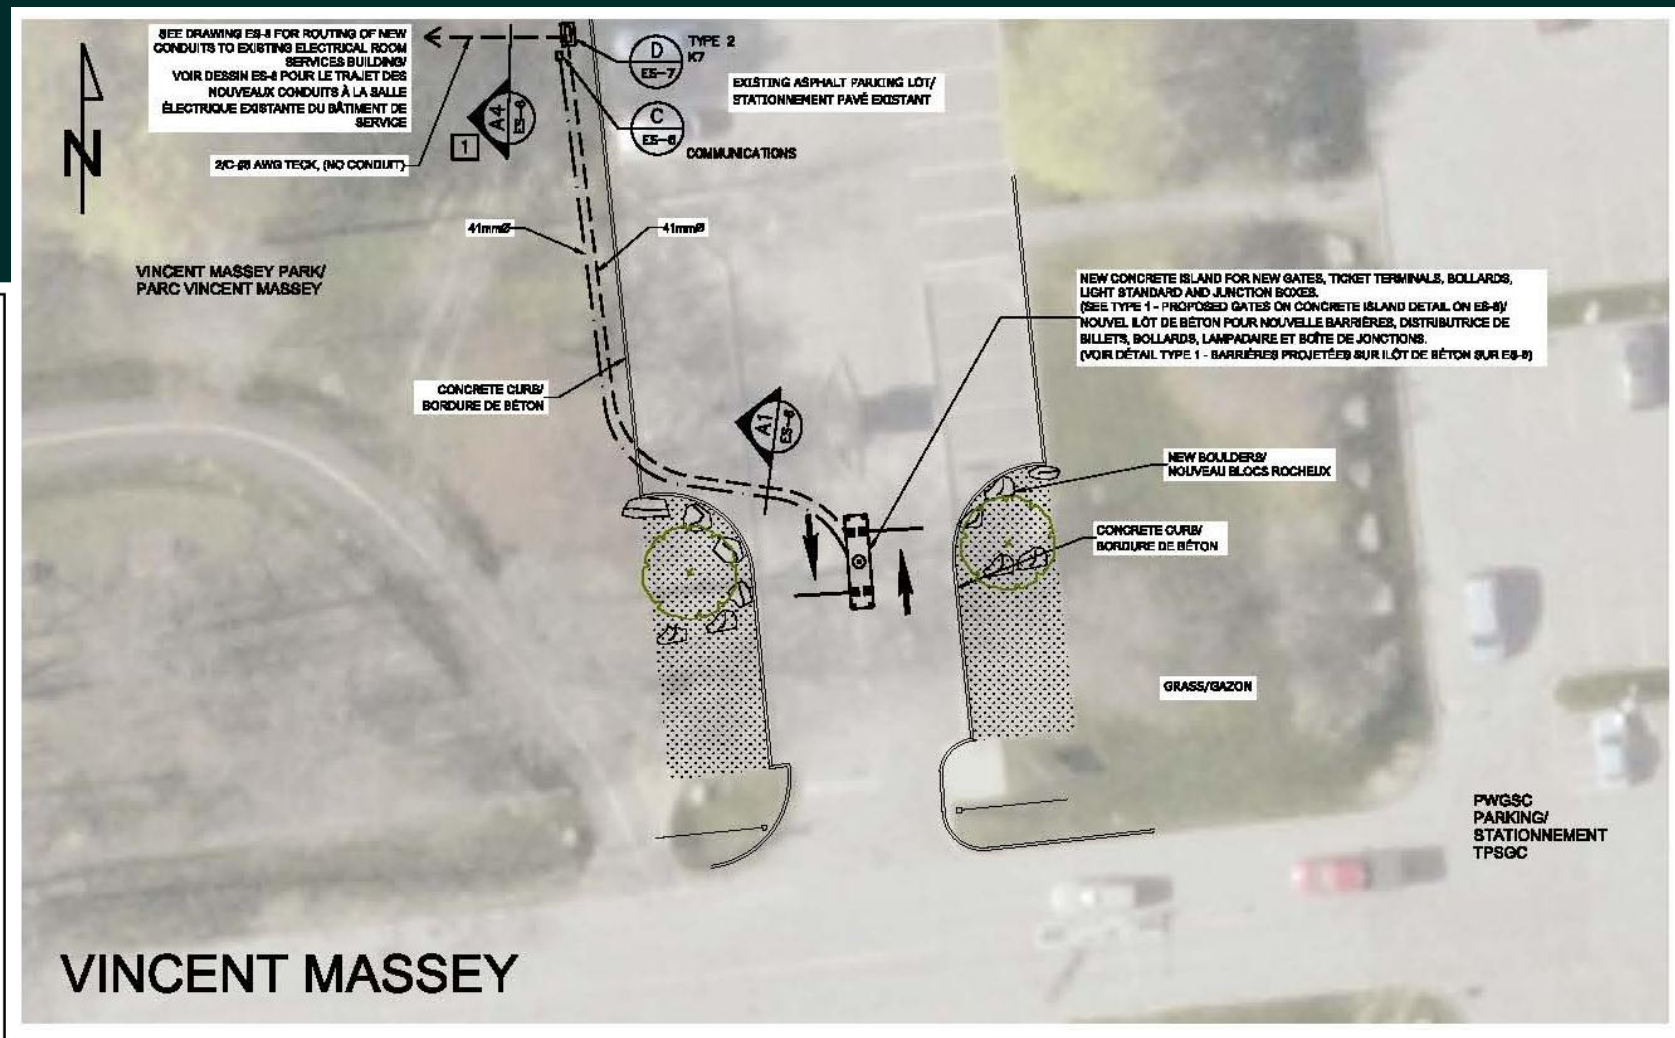 SEE DRAWING ES-8 FOR ROUTING OF NEW
CONDUITS TO EXISTING ELECTRICAL ROOM
SERVICES BUILDING/
VOIR DESSIN ES-8 POUR LE TRAJET DES
NOUVEAUX CONDUITS À LA SALLE
ÉLECTRIQUE EXISTANTE DU BÂTIMENT DE
SERVICE
D
ES-7
TYPE 2
K7
EXISTING ASPHALT PARKING LOT/
STATIONNEMENT PAVÉ EXISTANT
A4
ES-6
1
C
ES-6
COMMUNICATIONS
N
2/C-#8 AWG TECK, (NO CONDUIT)
41mmØ
41mmØ
VINCENT MASSEY PARK/
PARC VINCENT MASSEY
NEW CONCRETE ISLAND FOR NEW GATES, TICKET TERMINALS, BOLLARDS,
LIGHT STANDARD AND JUNCTION BOXES.
(SEE TYPE 1 - PROPOSED GATES ON CONCRETE ISLAND DETAIL ON
NOUVEL ILÔT DE BÉTON POUR NOUVELLE BARRIÈRES, DISTRIBUTRICE DE
BILLETS, BOLLARDS, LAMPADAIRE ET BOÎTE DE JONCTIONS.
(VOIR DÉTAIL TYPE 1 - BARRIÈRES PROJETÉES SUR ILÔT DE BÉTON SUR
CONCRETE CURB/
BORDURE DE BÉTON
A1
ES-6
NEW BOULDERS/
NOUVEAU BLOCS ROCHEUX
CONCRETE CURB/
BORDURE DE BÉTON
GRASS/GAZON
PWGSC
PARKING/
STATIONNEMENT
TPSGC
VINCENT MASSEY